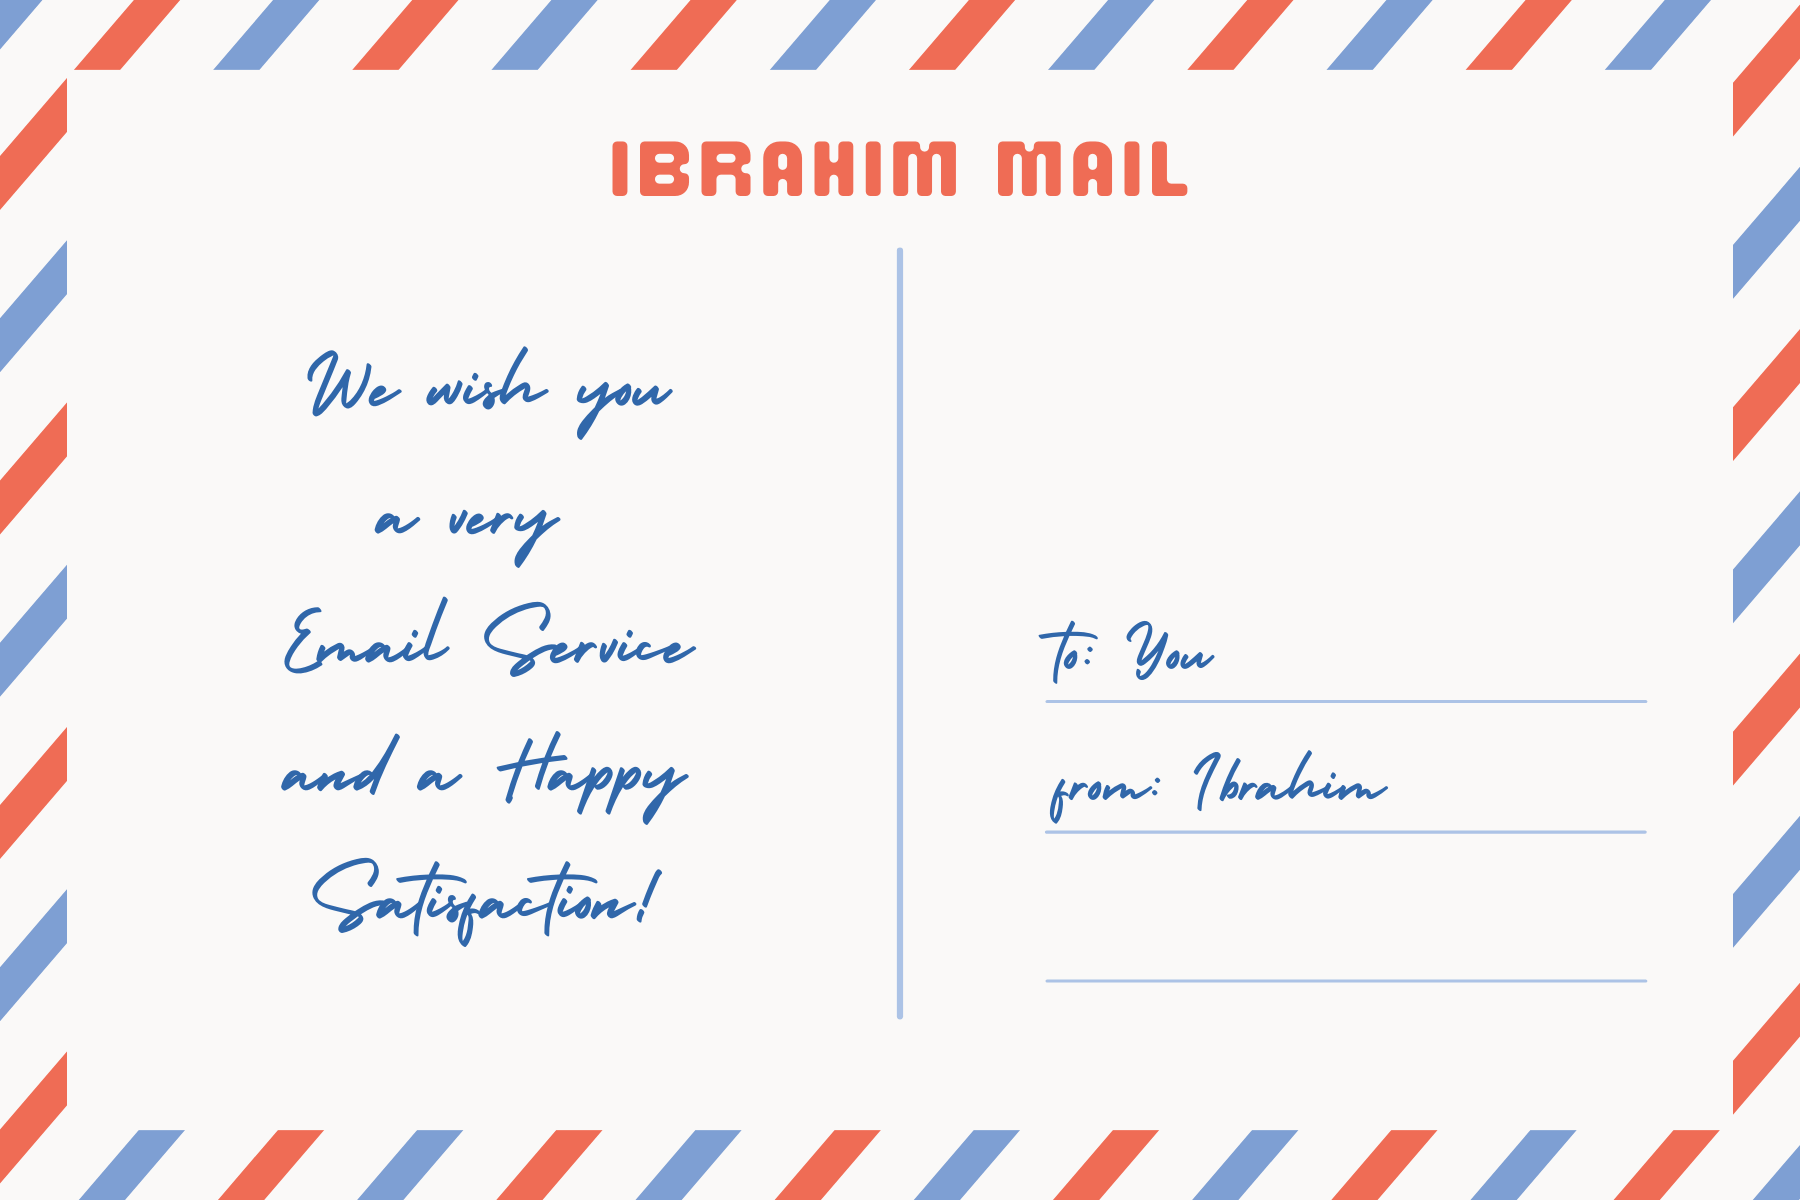 IBRAHIM MAIL
We wish you
a very
Email Service
and a Happy
Satisfaction!
to: You
from: Ibrahim